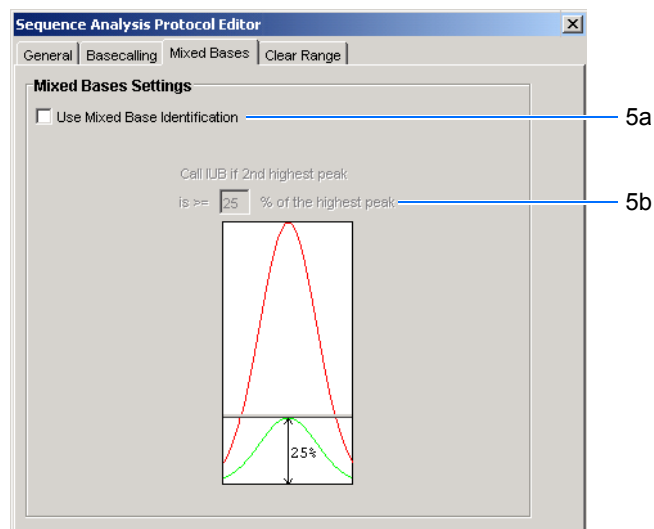 Sequence Analysis Protocol Editor
General Basecalling Mixed Bases Clear Range
Mixed Bases Settings
Use Mixed Base Identification
5a
Call IUB if 2nd highest peak
is >= 25 % of the highest peak
5b
25%